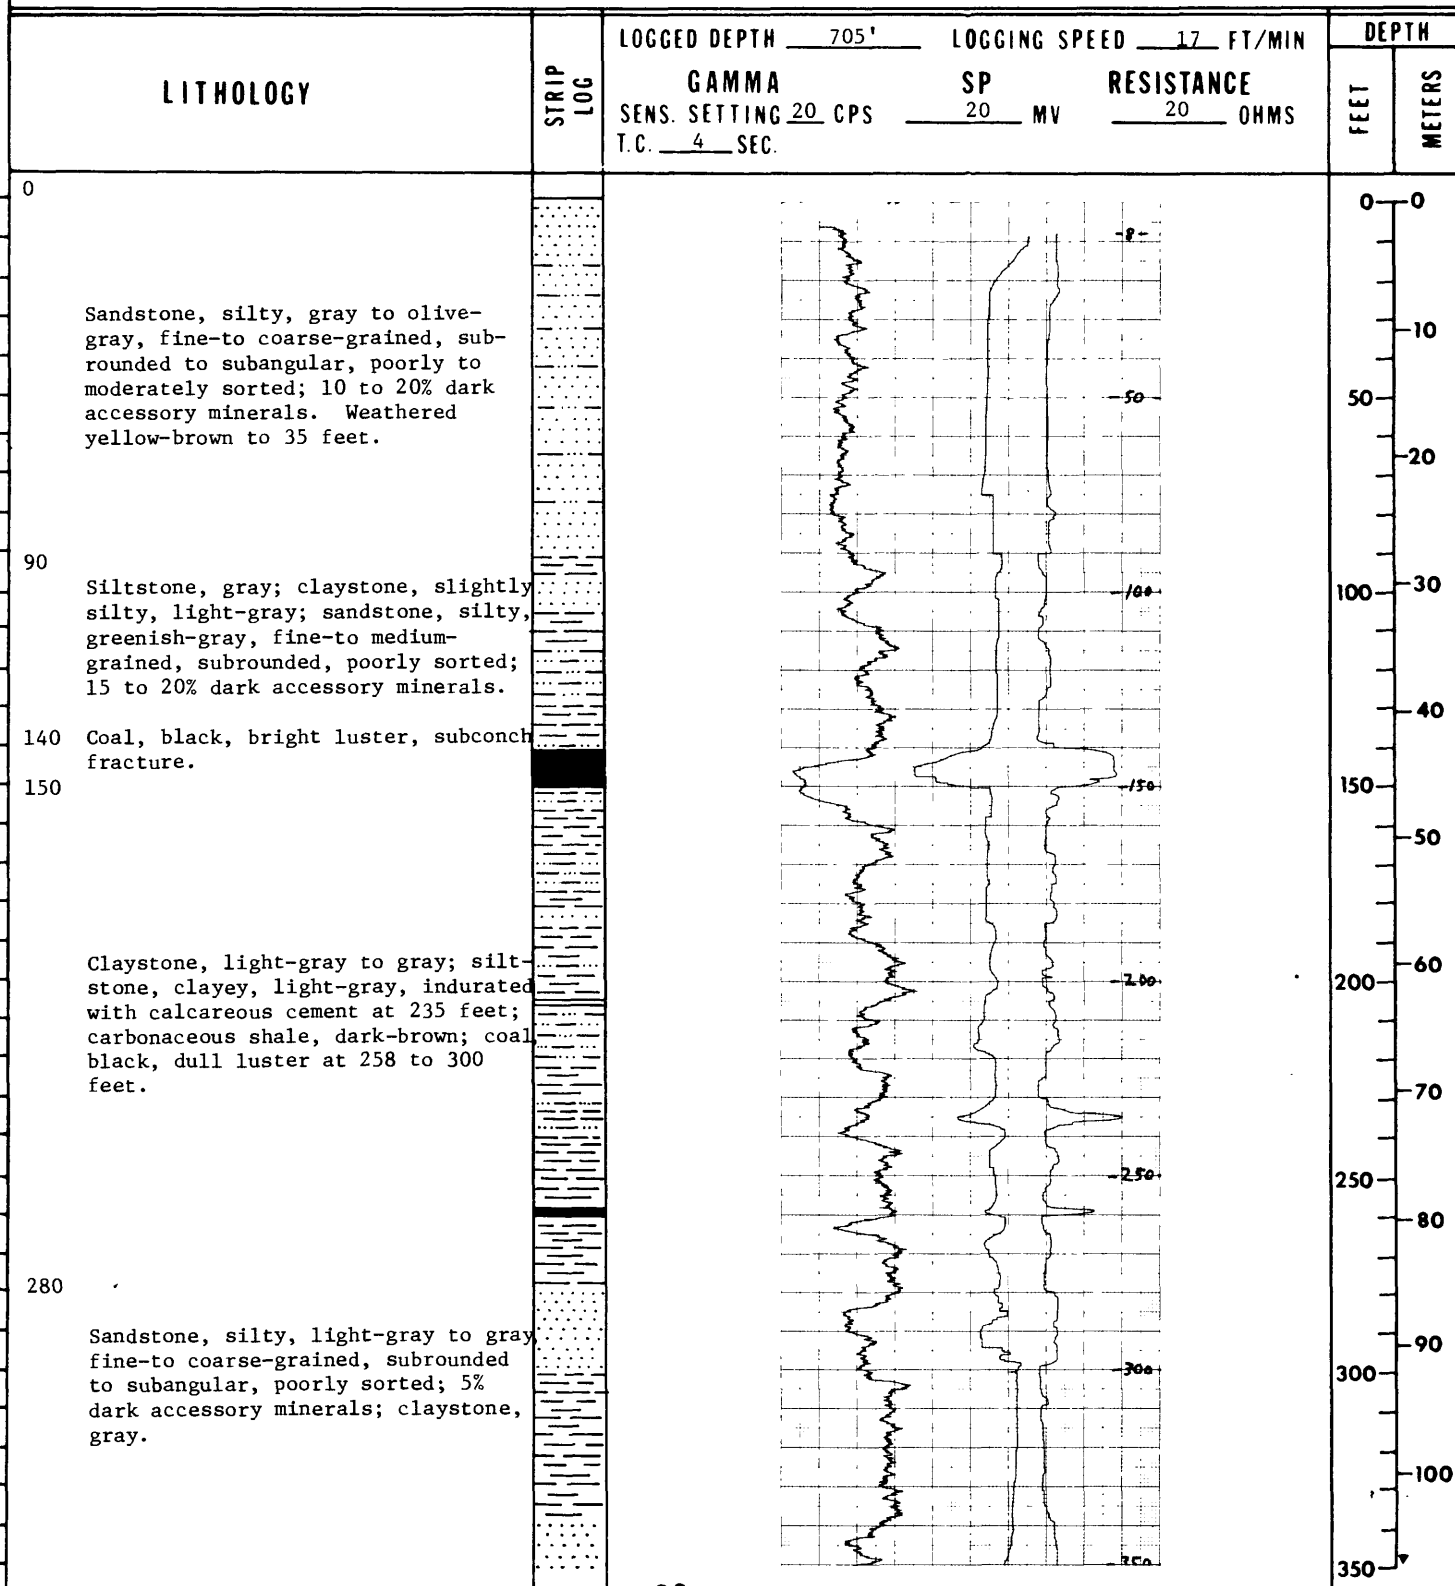 LOGGED DEPTH 705' LOGGING SPEED 17 FT/MIN
DEPTH
LITHOLOGY
STRIP LOG
GAMMA SP RESISTANCE
SENS. SETTING 20 CPS 20 MV 20 OHMS
T.C. 4 SEC.
FEET
METERS
0
Sandstone, silty, gray to olive-
gray, fine-to coarse-grained, sub-
rounded to subangular, poorly to
moderately sorted; 10 to 20% dark
accessory minerals. Weathered
yellow-brown to 35 feet.
90
Siltstone, gray; claystone, slightly
silty, light-gray; sandstone, silty,
greenish-gray, fine-to medium-
grained, subrounded, poorly sorted;
15 to 20% dark accessory minerals.
140 Coal, black, bright luster, subconch
fracture.
150
Claystone, light-gray to gray; silt-
stone, clayey, light-gray, indurated
with calcareous cement at 235 feet;
carbonaceous shale, dark-brown; coal,
black, dull luster at 258 to 300
feet.
280
Sandstone, silty, light-gray to gray,
fine-to coarse-grained, subrounded
to subangular, poorly sorted; 5%
dark accessory minerals; claystone,
gray.
-8-
-50-
-100-
-150
-200
-250
-300
-350
0 0
10
50
20
100 30
40
150
50
60
200
70
250
80
90
300
100
350